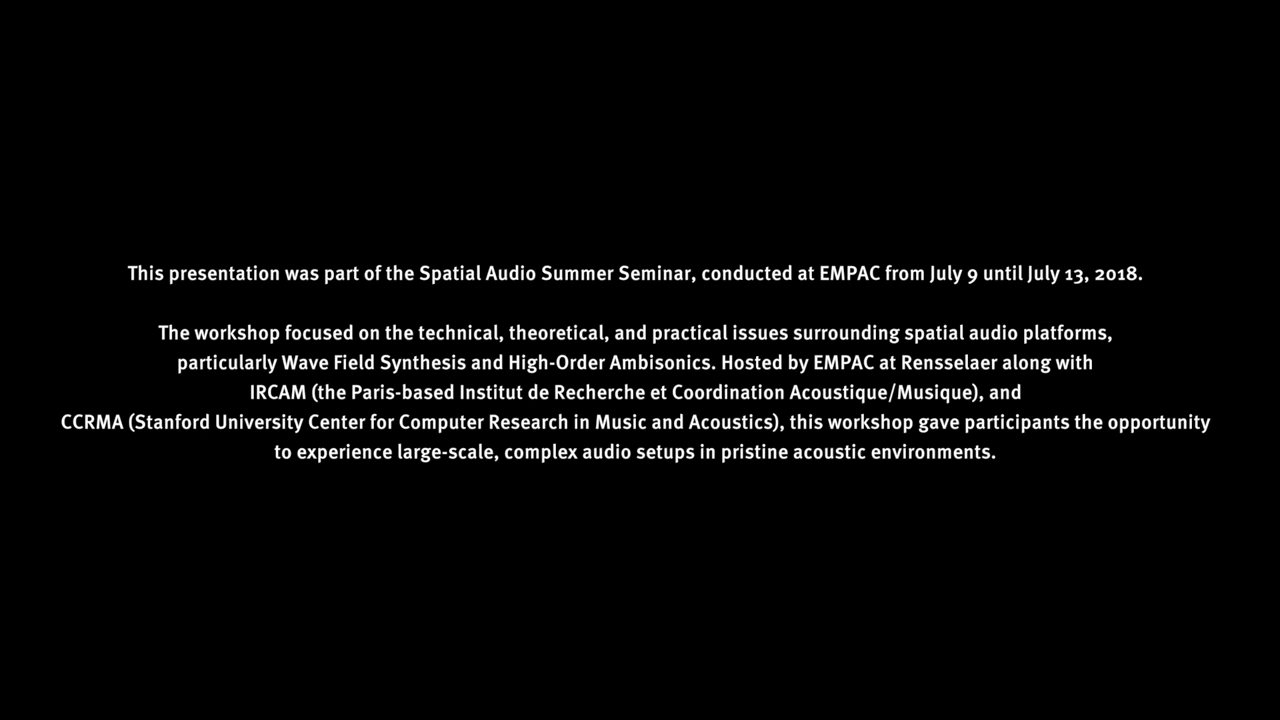 This presentation was part of the Spatial Audio Summer Seminar, conducted at EMPAC from July 9 until July 13, 2018.
The workshop focused on the technical, theoretical, and practical issues surrounding spatial audio platforms,
particularly Wave Field Synthesis and High-Order Ambisonics. Hosted by EMPAC at Rensselaer along with
IRCAM (the Paris-based Institut de Recherche et Coordination Acoustique/Musique), and
CCRMA (Stanford University Center for Computer Research in Music and Acoustics), this workshop gave participants the opportunity
to experience large-scale, complex audio setups in pristine acoustic environments.